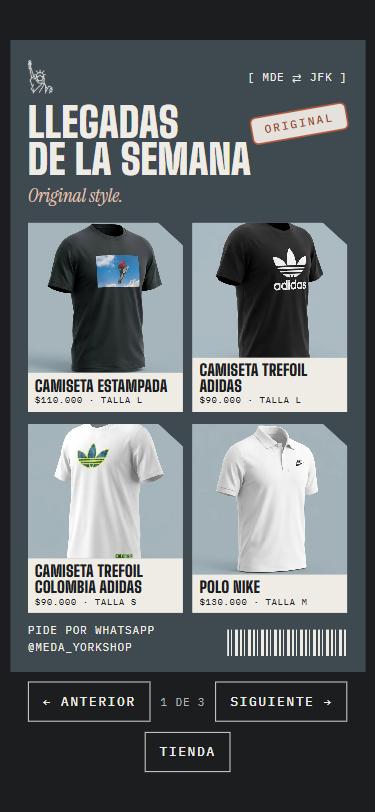 [ MDE ⇄ JFK ]
LLEGADAS
DE LA SEMANA
ORIGINAL
Original style.
adidas
CAMISETA ESTAMPADA
$110.000 · TALLA L
CAMISETA TREFOIL
ADIDAS
$90.000 · TALLA L
CAMISETA TREFOIL
COLOMBIA ADIDAS
$90.000 · TALLA S
POLO NIKE
$130.000 · TALLA M
PIDE POR WHATSAPP
@MEDA_YORKSHOP
← ANTERIOR
1 DE 3
SIGUIENTE →
TIENDA